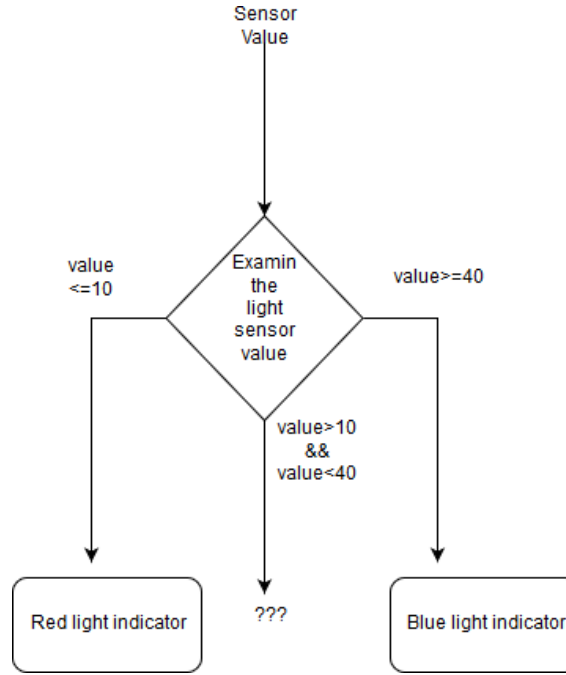 Sensor
Value
value
<=10
Examin
the
light
sensor
value
value>=40
value>10
&&
value<40
Red light indicator
???
Blue light indicator